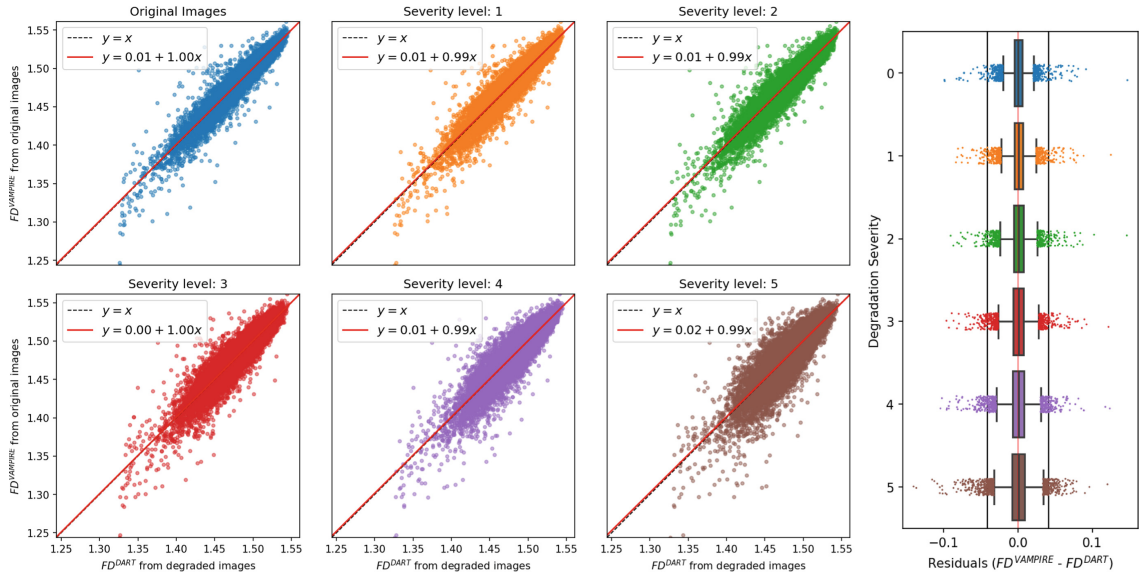 Original Images
Severity level: 1
Severity level: 2
1.55
1.50
1.45
1.40
1.35
1.30
1.25
FD^VAMPIRE from original images
y = x
y = 0.01 + 1.00x
y = x
y = 0.01 + 0.99x
y = x
y = 0.01 + 0.99x
Severity level: 3
Severity level: 4
Severity level: 5
1.55
1.50
1.45
1.40
1.35
1.30
1.25
FD^VAMPIRE from original images
y = x
y = 0.00 + 1.00x
y = x
y = 0.01 + 0.99x
y = x
y = 0.02 + 0.99x
1.25 1.30 1.35 1.40 1.45 1.50 1.55
1.25 1.30 1.35 1.40 1.45 1.50 1.55
1.25 1.30 1.35 1.40 1.45 1.50 1.55
FD^DART from degraded images
FD^DART from degraded images
FD^DART from degraded images
Degradation Severity
0
1
2
3
4
5
−0.1 0.0 0.1
Residuals (FD^VAMPIRE - FD^DART)